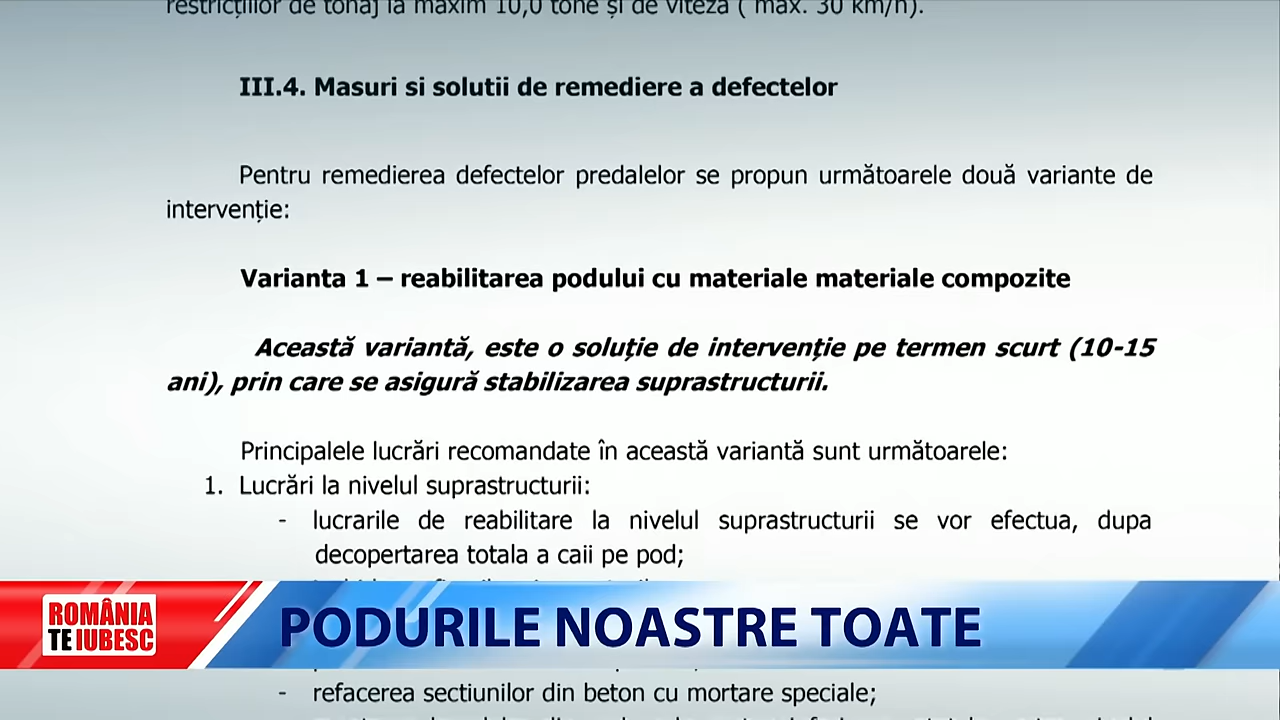 restricțiilor de tonaj la maxim 10,0 tone și de viteza ( max. 30 km/h).
III.4. Masuri si solutii de remediere a defectelor
Pentru remedierea defectelor predalelor se propun următoarele două variante de
intervenție:
Varianta 1 – reabilitarea podului cu materiale materiale compozite
Această variantă, este o soluție de intervenție pe termen scurt (10-15
ani), prin care se asigură stabilizarea suprastructurii.
Principalele lucrări recomandate în această variantă sunt următoarele:
1. Lucrări la nivelul suprastructurii:
- lucrarile de reabilitare la nivelul suprastructurii se vor efectua, dupa
decopertarea totala a caii pe pod;
ROMÂNIA
TE IUBESC
PODURILE NOASTRE TOATE
- refacerea sectiunilor din beton cu mortare speciale;